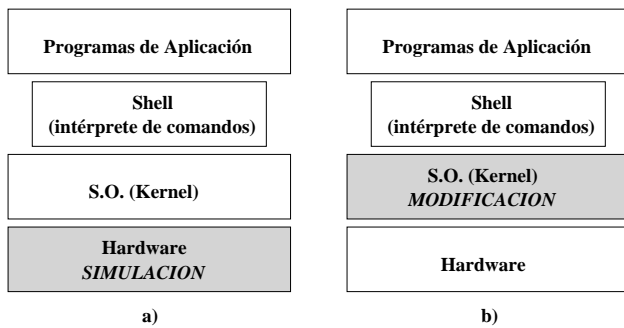 Programas de Aplicación
Shell
(intérprete de comandos)
S.O. (Kernel)
Hardware
SIMULACION
a)
Programas de Aplicación
Shell
(intérprete de comandos)
S.O. (Kernel)
MODIFICACION
Hardware
b)